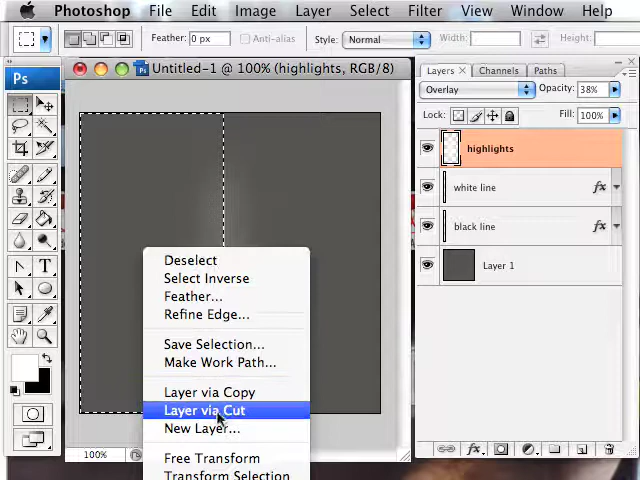 Photoshop File Edit Image Layer Select Filter View Window Help
Feather: 0 px Anti-alias Style: Normal Width: Height:
Ps
Untitled-1 @ 100% (highlights, RGB/8)
Layers x Channels Paths
Overlay Opacity: 38%
Lock: Fill: 100%
highlights
white line fx
black line fx
Layer 1
Deselect
Select Inverse
Feather...
Refine Edge...
Save Selection...
Make Work Path...
Layer via Copy
Layer via Cut
New Layer...
Free Transform
Transform Selection
100%
fx